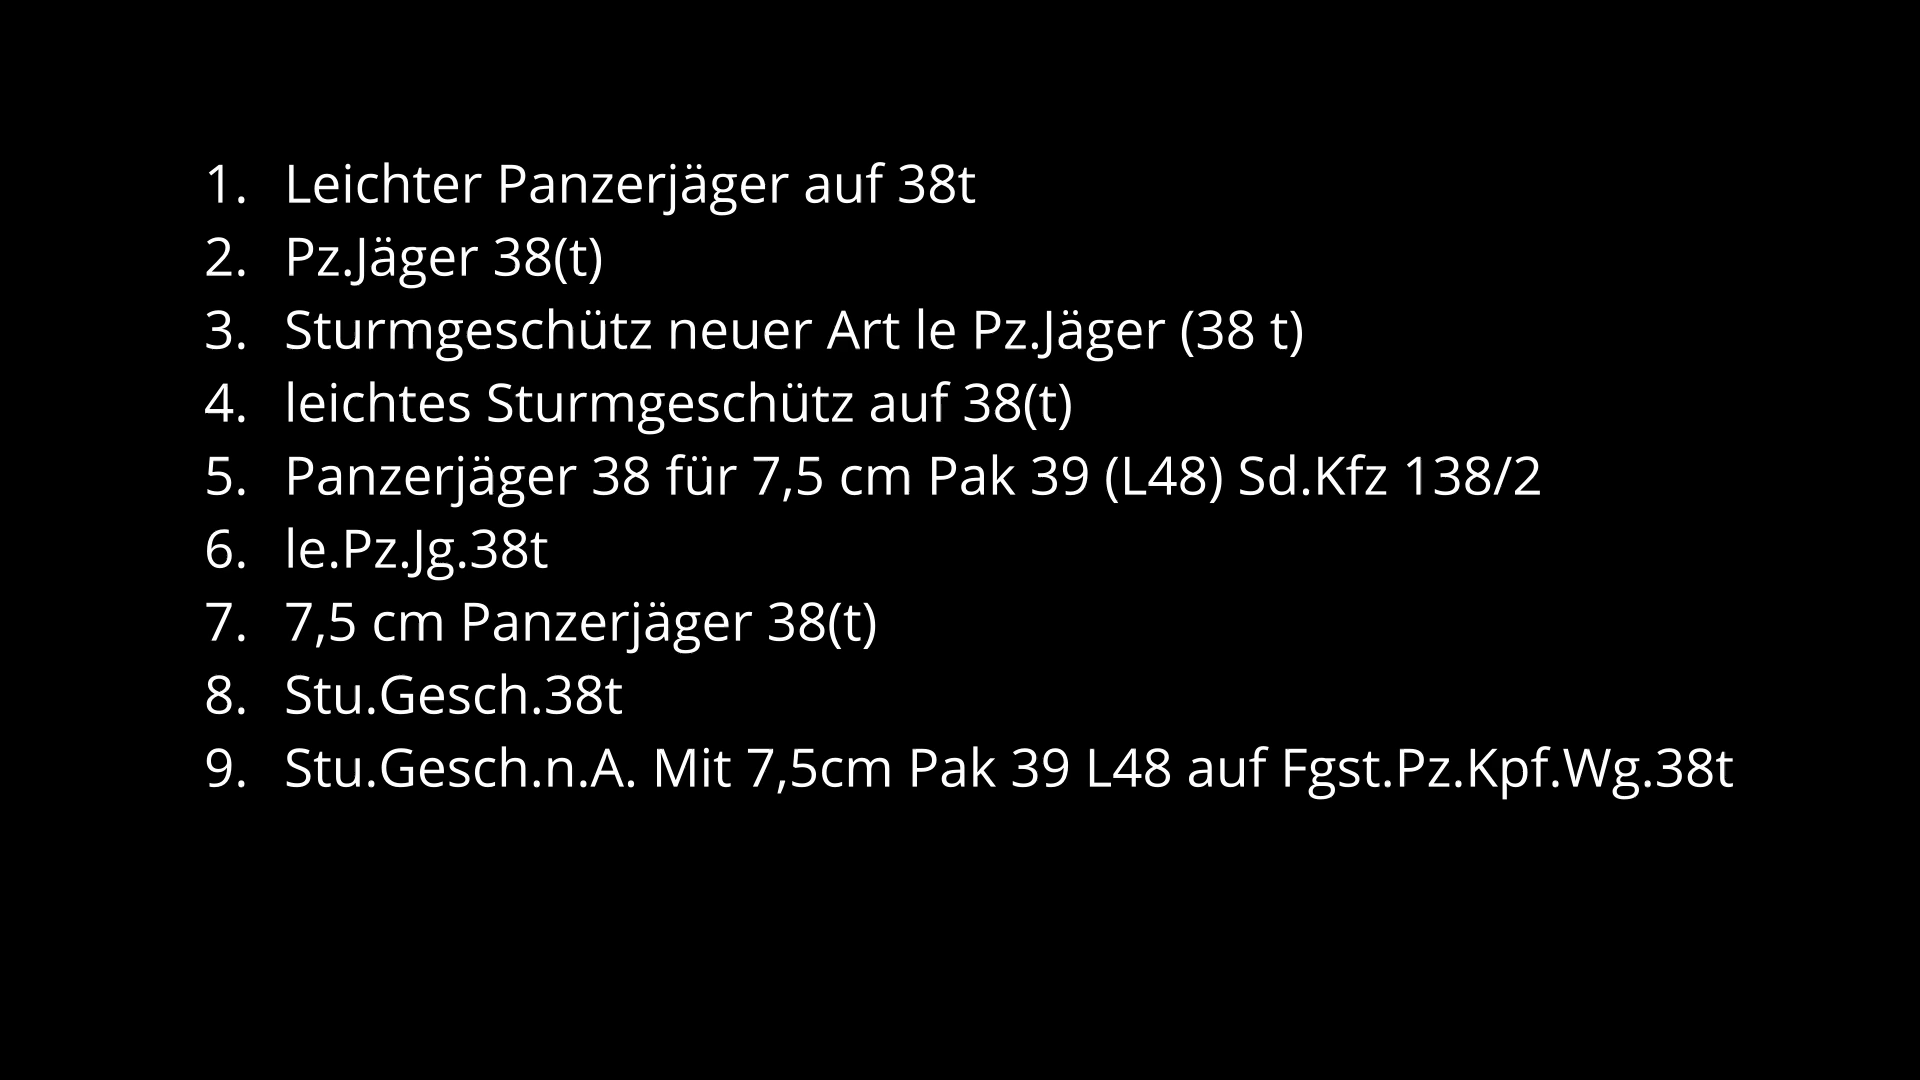 1. Leichter Panzerjäger auf 38t
2. Pz.Jäger 38(t)
3. Sturmgeschütz neuer Art le Pz.Jäger (38 t)
4. leichtes Sturmgeschütz auf 38(t)
5. Panzerjäger 38 für 7,5 cm Pak 39 (L48) Sd.Kfz 138/2
6. le.Pz.Jg.38t
7. 7,5 cm Panzerjäger 38(t)
8. Stu.Gesch.38t
9. Stu.Gesch.n.A. Mit 7,5cm Pak 39 L48 auf Fgst.Pz.Kpf.Wg.38t